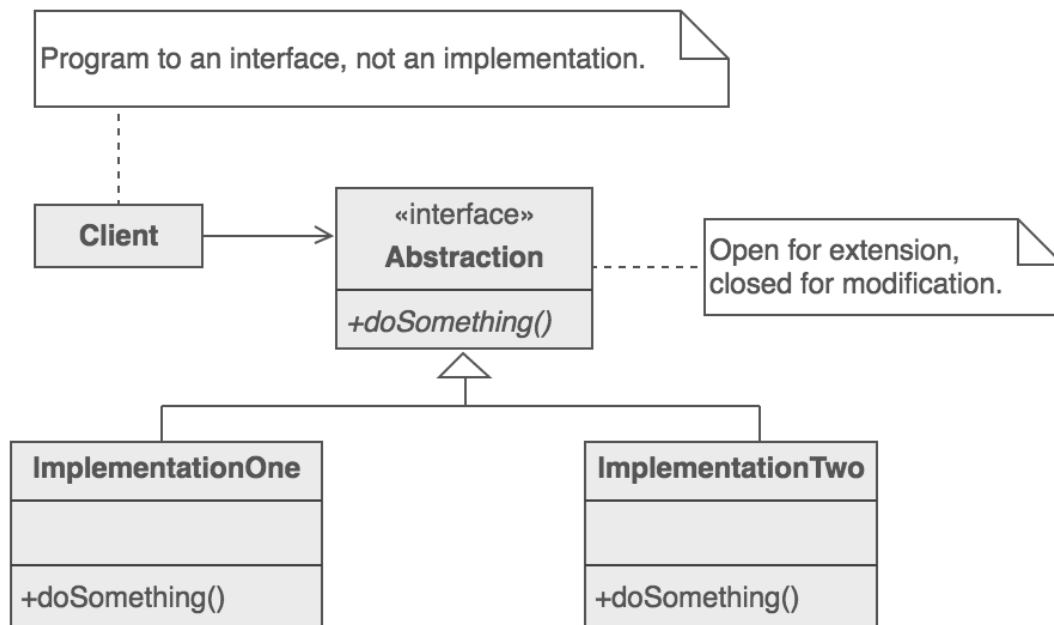 Program to an interface, not an implementation.
Client
«interface»
Abstraction
+doSomething()
Open for extension,
closed for modification.
ImplementationOne
+doSomething()
ImplementationTwo
+doSomething()